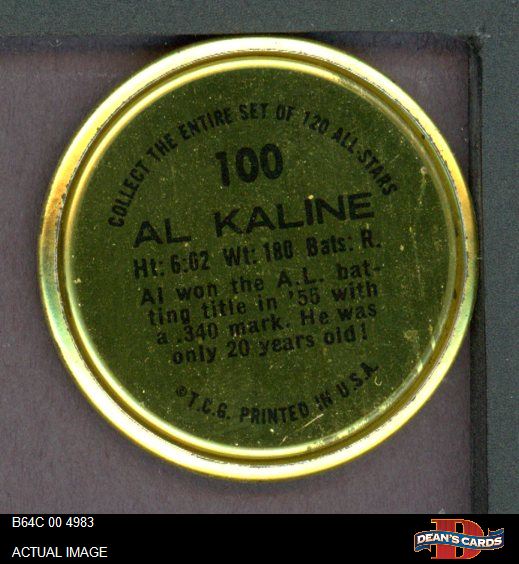 COLLECT THE ENTIRE SET OF 120 ALL-STARS
100
AL KALINE
Ht: 6:02 Wt: 180 Bats: R.
Al won the A.L. bat-
ting title in '55 with
a .340 mark. He was
only 20 years old!
©T.C.G. PRINTED IN U.S.A.
B64C 00 4983
ACTUAL IMAGE
D
DEAN'S CARDS